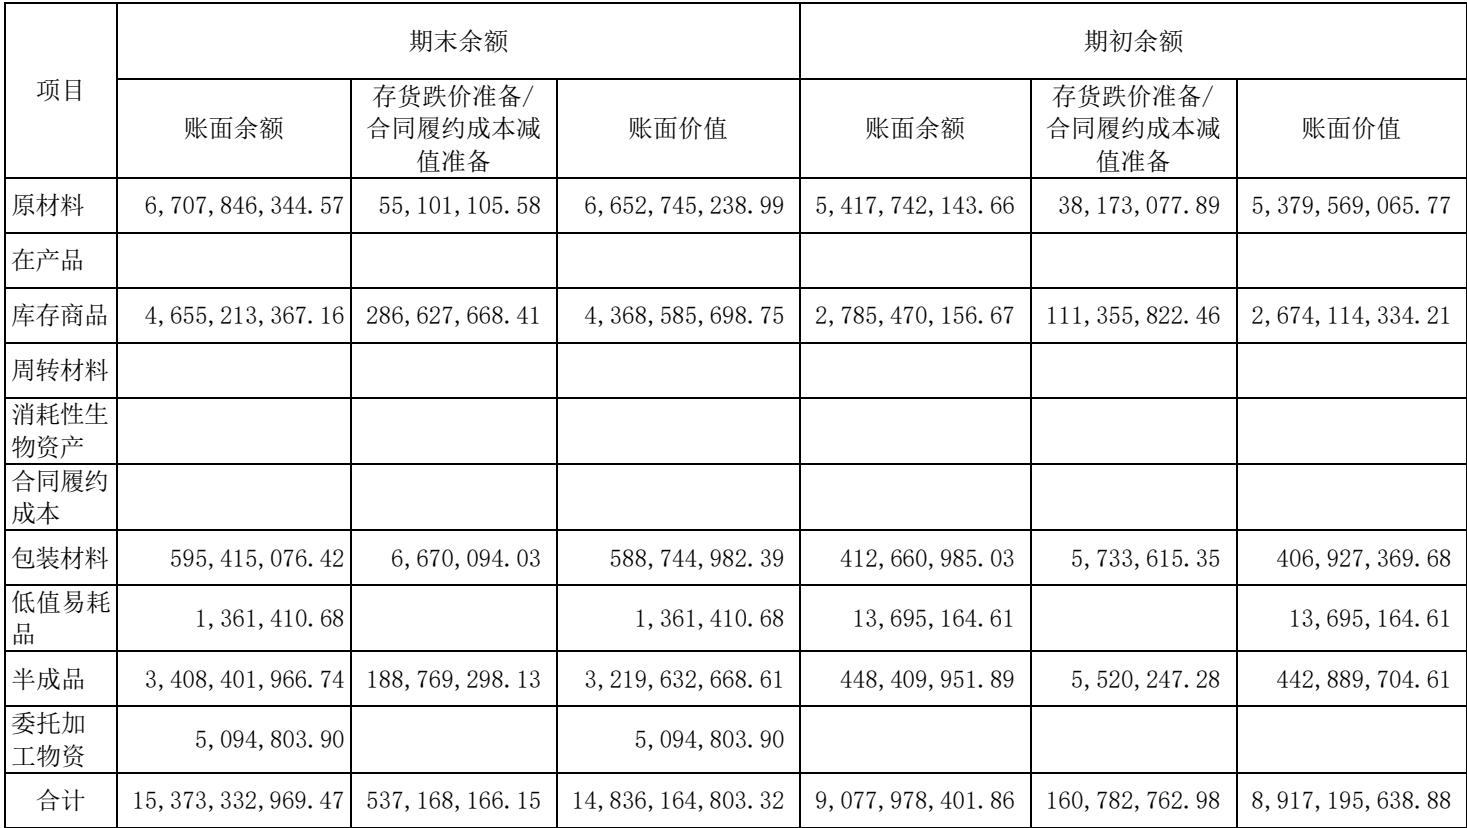 项目 期末余额 期初余额
账面余额 存货跌价准备/ 账面价值 账面余额 存货跌价准备/ 账面价值
合同履约成本减 合同履约成本减
值准备 值准备
原材料 6,707,846,344.57 55,101,105.58 6,652,745,238.99 5,417,742,143.66 38,173,077.89 5,379,569,065.77
在产品
库存商品 4,655,213,367.16 286,627,668.41 4,368,585,698.75 2,785,470,156.67 111,355,822.46 2,674,114,334.21
周转材料
消耗性生
物资产
合同履约
成本
包装材料 595,415,076.42 6,670,094.03 588,744,982.39 412,660,985.03 5,733,615.35 406,927,369.68
低值易耗
品 1,361,410.68 1,361,410.68 13,695,164.61 13,695,164.61
半成品 3,408,401,966.74 188,769,298.13 3,219,632,668.61 448,409,951.89 5,520,247.28 442,889,704.61
委托加
工物资 5,094,803.90 5,094,803.90
合计 15,373,332,969.47 537,168,166.15 14,836,164,803.32 9,077,978,401.86 160,782,762.98 8,917,195,638.88